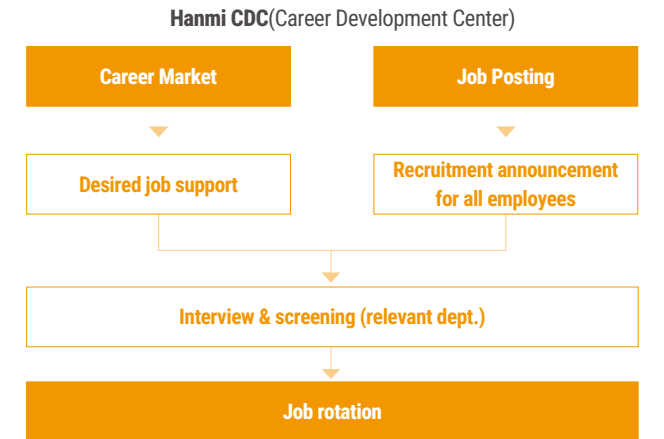 Hanmi CDC(Career Development Center)
Career Market
Job Posting
Desired job support
Recruitment announcement
for all employees
Interview & screening (relevant dept.)
Job rotation